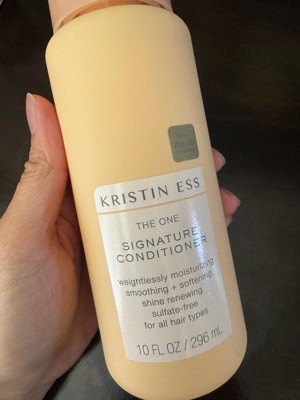 KRISTIN ESS
THE ONE
SIGNATURE
CONDITIONER
weightlessly moisturizing
smoothing + softening
shine renewing
sulfate-free
for all hair types
10 FL OZ / 296 mL